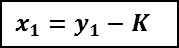 x₁ = y₁ − K